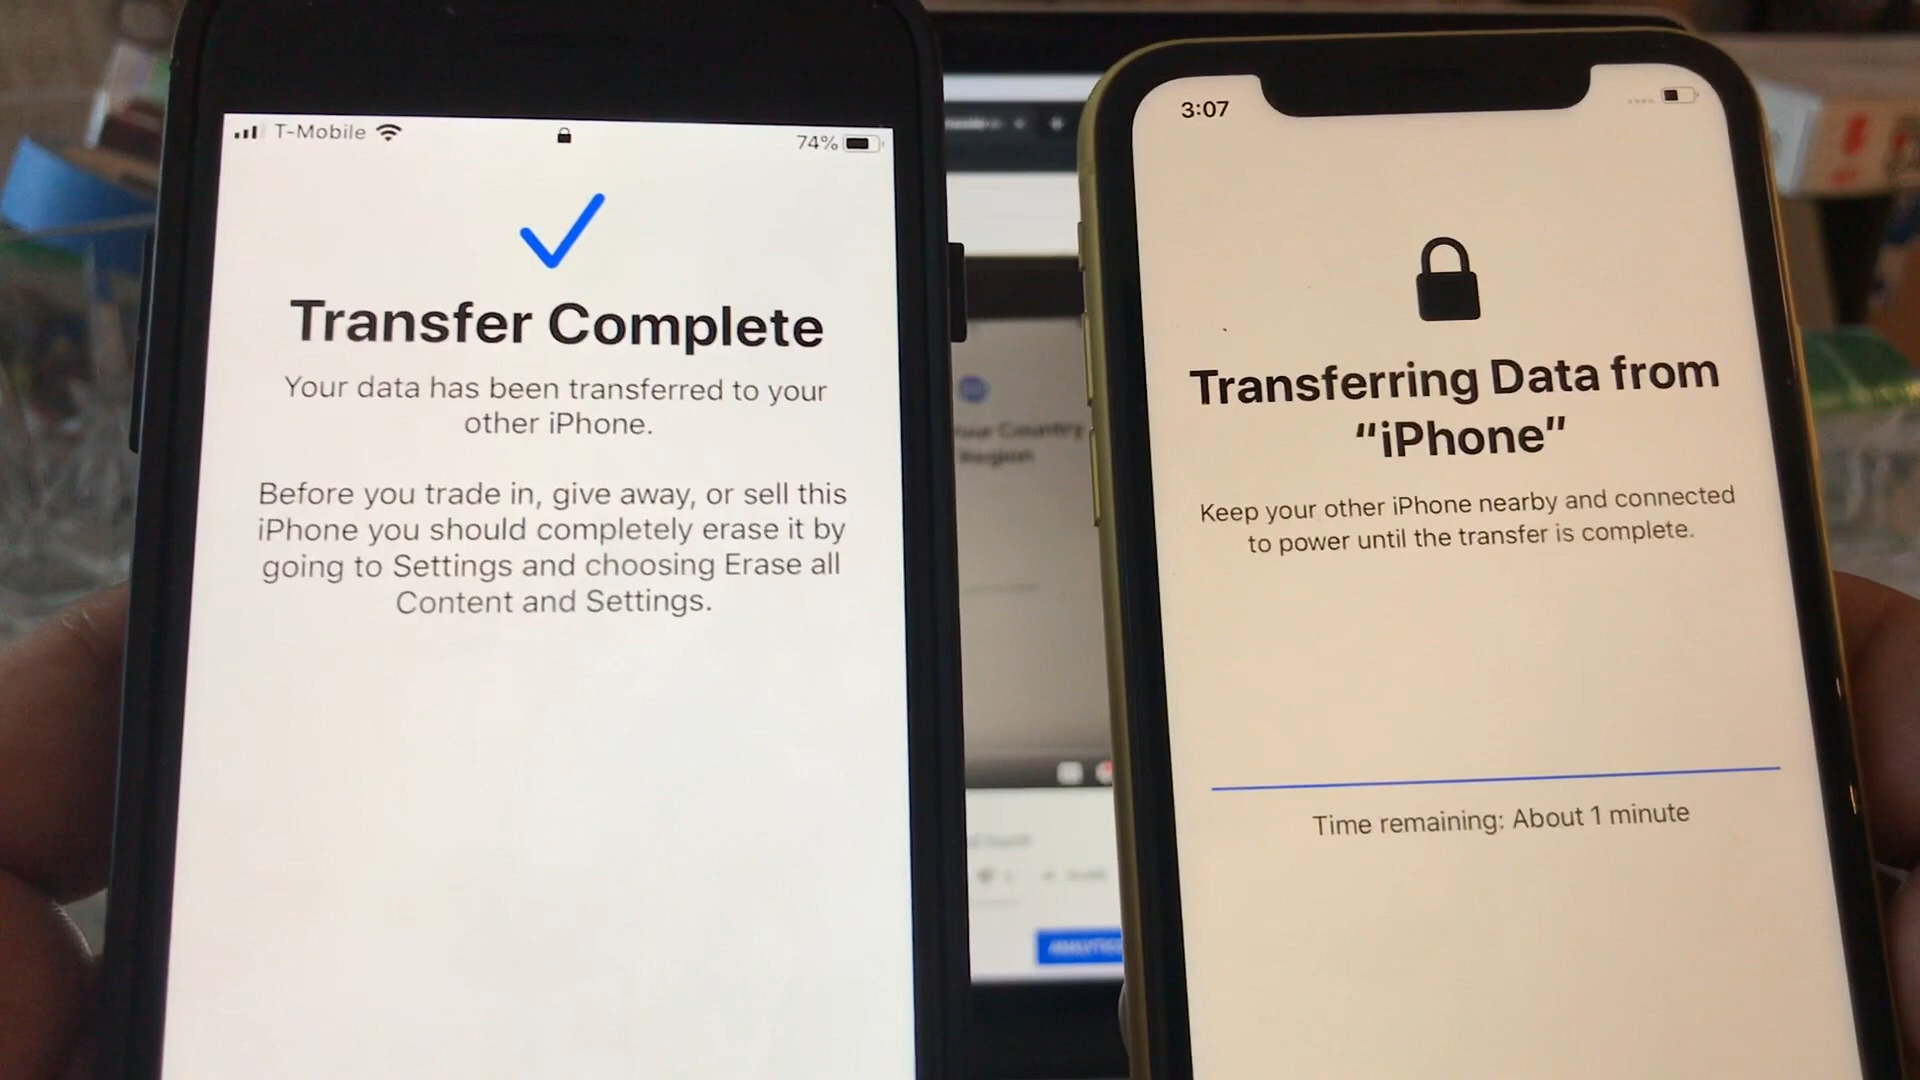 T-Mobile
74%
Transfer Complete
Your data has been transferred to your
other iPhone.
Before you trade in, give away, or sell this
iPhone you should completely erase it by
going to Settings and choosing Erase all
Content and Settings.
3:07
Transferring Data from
“iPhone”
Keep your other iPhone nearby and connected
to power until the transfer is complete.
Time remaining: About 1 minute
Country
Region